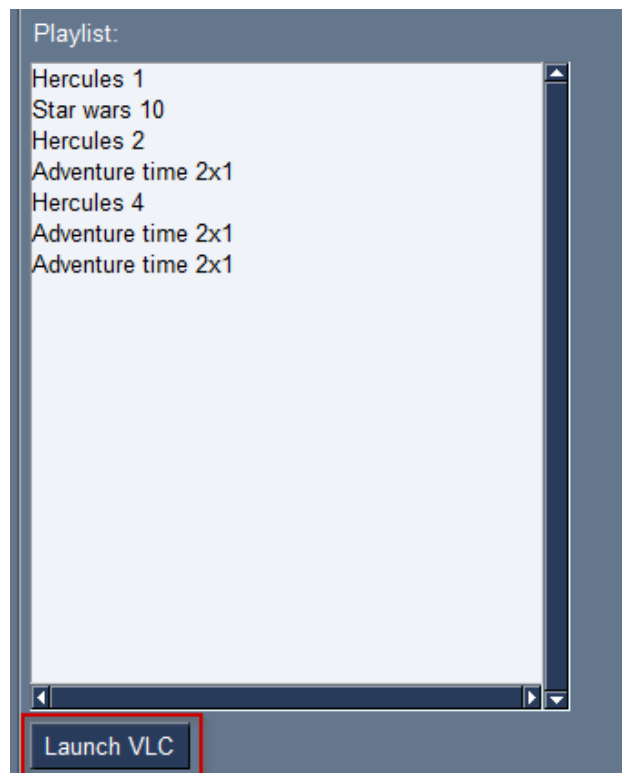 Playlist:
Hercules 1
Star wars 10
Hercules 2
Adventure time 2x1
Hercules 4
Adventure time 2x1
Adventure time 2x1
Launch VLC